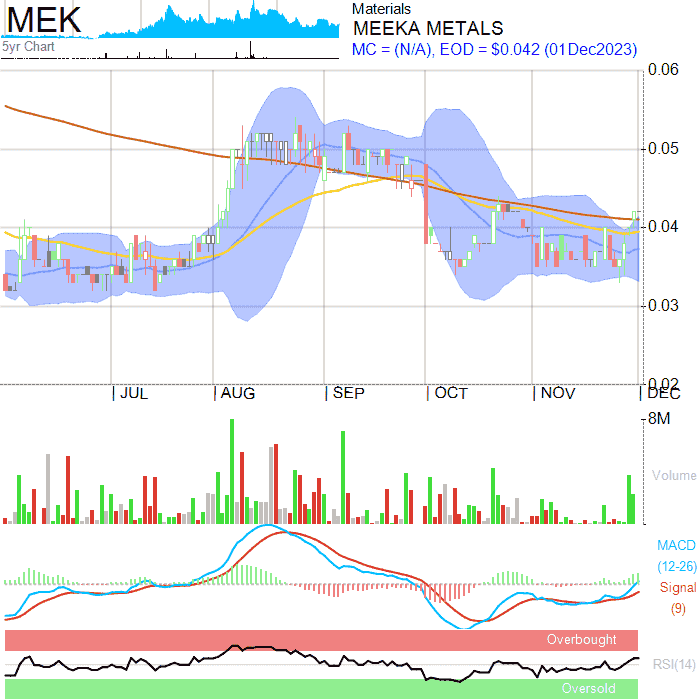 MEK
5yr Chart
Materials
MEEKA METALS
MC = (N/A), EOD = $0.042 (01Dec2023)
0.06
0.05
0.04
0.03
0.02
JUL
AUG
SEP
OCT
NOV
DEC
8M
Volume
MACD
(12-26)
Signal
(9)
Overbought
RSI(14)
Oversold